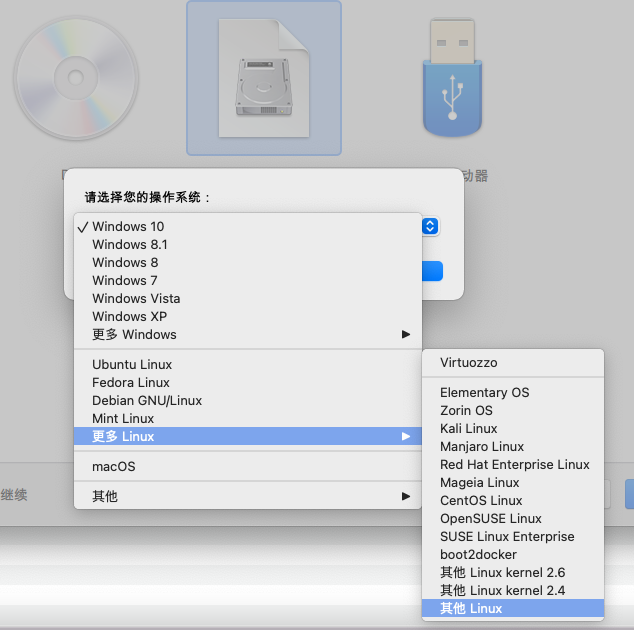 动器
请选择您的操作系统：
✓ Windows 10
Windows 8.1
Windows 8
Windows 7
Windows Vista
Windows XP
更多 Windows
Ubuntu Linux
Fedora Linux
Debian GNU/Linux
Mint Linux
更多 Linux
macOS
其他
Virtuozzo
Elementary OS
Zorin OS
Kali Linux
Manjaro Linux
Red Hat Enterprise Linux
Mageia Linux
CentOS Linux
OpenSUSE Linux
SUSE Linux Enterprise
boot2docker
其他 Linux kernel 2.6
其他 Linux kernel 2.4
其他 Linux
继续